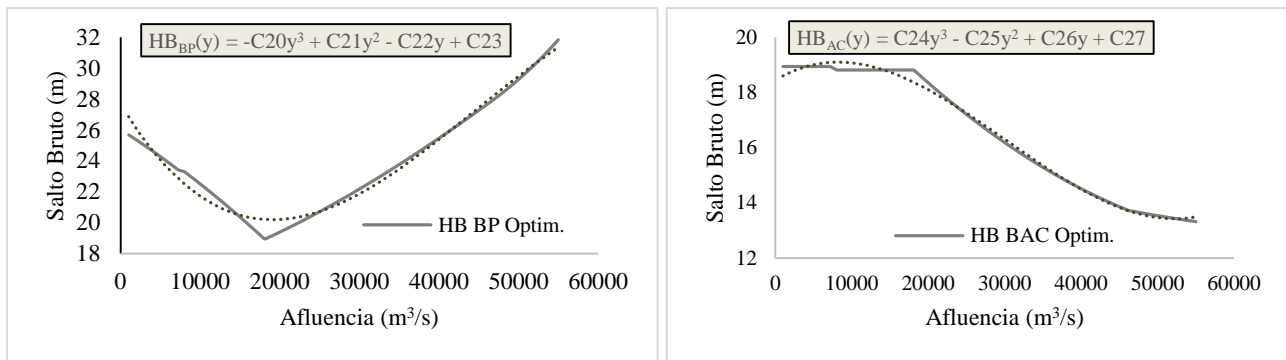 HB_BP(y) = -C20y³ + C21y² - C22y + C23
32
30
28
26
24
22
20
18
Salto Bruto (m)
HB BP Optim.
0 10000 20000 30000 40000 50000 60000
Afluencia (m³/s)
HB_AC(y) = C24y³ - C25y² + C26y + C27
20
18
16
14
12
Salto Bruto (m)
HB BAC Optim.
0 10000 20000 30000 40000 50000 60000
Afluencia (m³/s)